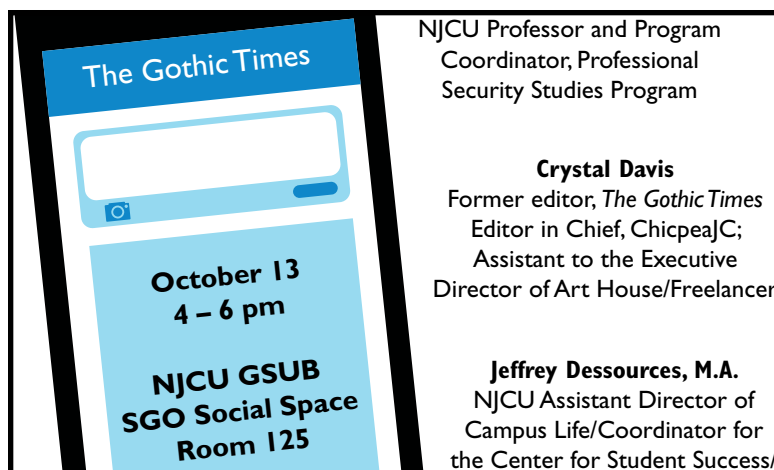 The Gothic Times
October 13
4 – 6 pm
NJCU GSUB
SGO Social Space
Room 125
NJCU Professor and Program
Coordinator, Professional
Security Studies Program
Crystal Davis
Former editor, The Gothic Times
Editor in Chief, ChicpeaJC;
Assistant to the Executive
Director of Art House/Freelancer
Jeffrey Dessources, M.A.
NJCU Assistant Director of
Campus Life/Coordinator for
the Center for Student Success/